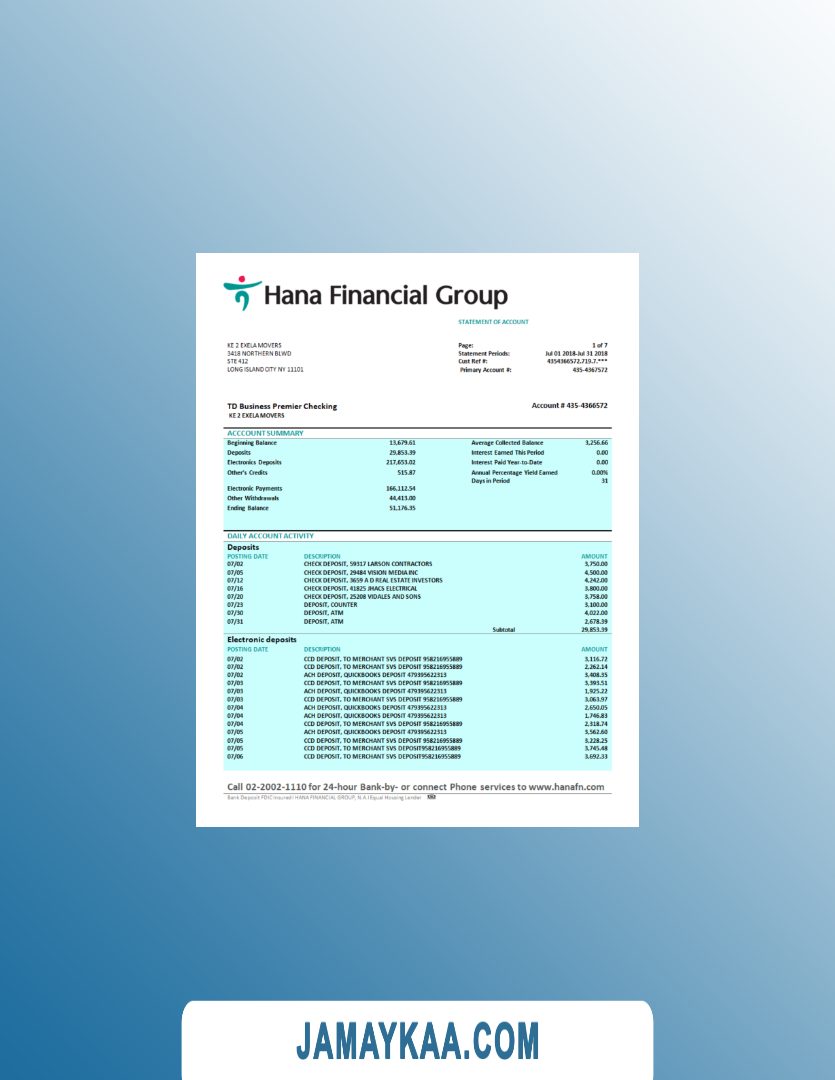 Hana Financial Group
STATEMENT OF ACCOUNT
KE 2 EXELA MOVERS
3418 NORTHERN BLWD
STE 412
LONG ISLAND CITY NY 11101
Page: 1 of 7
Statement Periods: Jul 01 2018-Jul 31 2018
Cust Ref #: 4354366572.719.7.***
Primary Account #: 435-4367572
TD Business Premier Checking
KE 2 EXELA MOVERS
Account # 435-4366572
ACCCOUNT SUMMARY
Beginning Balance 13,679.61 Average Collected Balance 3,256.66
Deposits 29,853.39 Interest Earned This Period 0.00
Electronics Deposits 217,653.02 Interest Paid Year-to-Date 0.00
Other's Credits 515.87 Annual Percentage Yield Earned 0.00%
Days in Period 31
Electronic Payments 166,112.54
Other Withdrawals 44,413.00
Ending Balance 51,176.35
DAILY ACCOUNT ACTIVITY
Deposits
POSTING DATE DESCRIPTION AMOUNT
07/02 CHECK DEPOSIT, 59317 LARSON CONTRACTORS 3,750.00
07/05 CHECK DEPOSIT, 29484 VISION MEDIA INC 4,500.00
07/12 CHECK DEPOSIT, 3659 A D REAL ESTATE INVESTORS 4,242.00
07/16 CHECK DEPOSIT, 41825 JHACS ELECTRICAL 3,800.00
07/20 CHECK DEPOSIT, 25208 VIDALES AND SONS 3,758.00
07/23 DEPOSIT, COUNTER 3,100.00
07/30 DEPOSIT, ATM 4,022.00
07/31 DEPOSIT, ATM 2,678.39
Subtotal 29,853.39
Electronic deposits
POSTING DATE DESCRIPTION AMOUNT
07/02 CCD DEPOSIT, TO MERCHANT SVS DEPOSIT 958216955889 3,116.72
07/02 CCD DEPOSIT, TO MERCHANT SVS DEPOSIT 958216955889 2,262.14
07/02 ACH DEPOSIT, QUICKBOOKS DEPOSIT 479395622313 3,408.35
07/03 CCD DEPOSIT, TO MERCHANT SVS DEPOSIT 958216955889 3,393.51
07/03 ACH DEPOSIT, QUICKBOOKS DEPOSIT 479395622313 1,925.22
07/03 CCD DEPOSIT, TO MERCHANT SVS DEPOSIT 958216955889 3,063.97
07/04 ACH DEPOSIT, QUICKBOOKS DEPOSIT 479395622313 2,650.05
07/04 ACH DEPOSIT, QUICKBOOKS DEPOSIT 479395622313 1,746.83
07/04 CCD DEPOSIT, TO MERCHANT SVS DEPOSIT 958216955889 2,318.74
07/05 ACH DEPOSIT, QUICKBOOKS DEPOSIT 479395622313 3,562.60
07/05 CCD DEPOSIT, TO MERCHANT SVS DEPOSIT 958216955889 3,228.25
07/05 CCD DEPOSIT, TO MERCHANT SVS DEPOSIT958216955889 3,745.48
07/06 CCD DEPOSIT, TO MERCHANT SVS DEPOSIT958216955889 3,692.33
Call 02-2002-1110 for 24-hour Bank-by- or connect Phone services to www.hanafn.com
Bank Deposit FDIC Insured I HANA FINANCIAL GROUP, N.A. I Equal Housing Lender
JAMAYKAA.COM